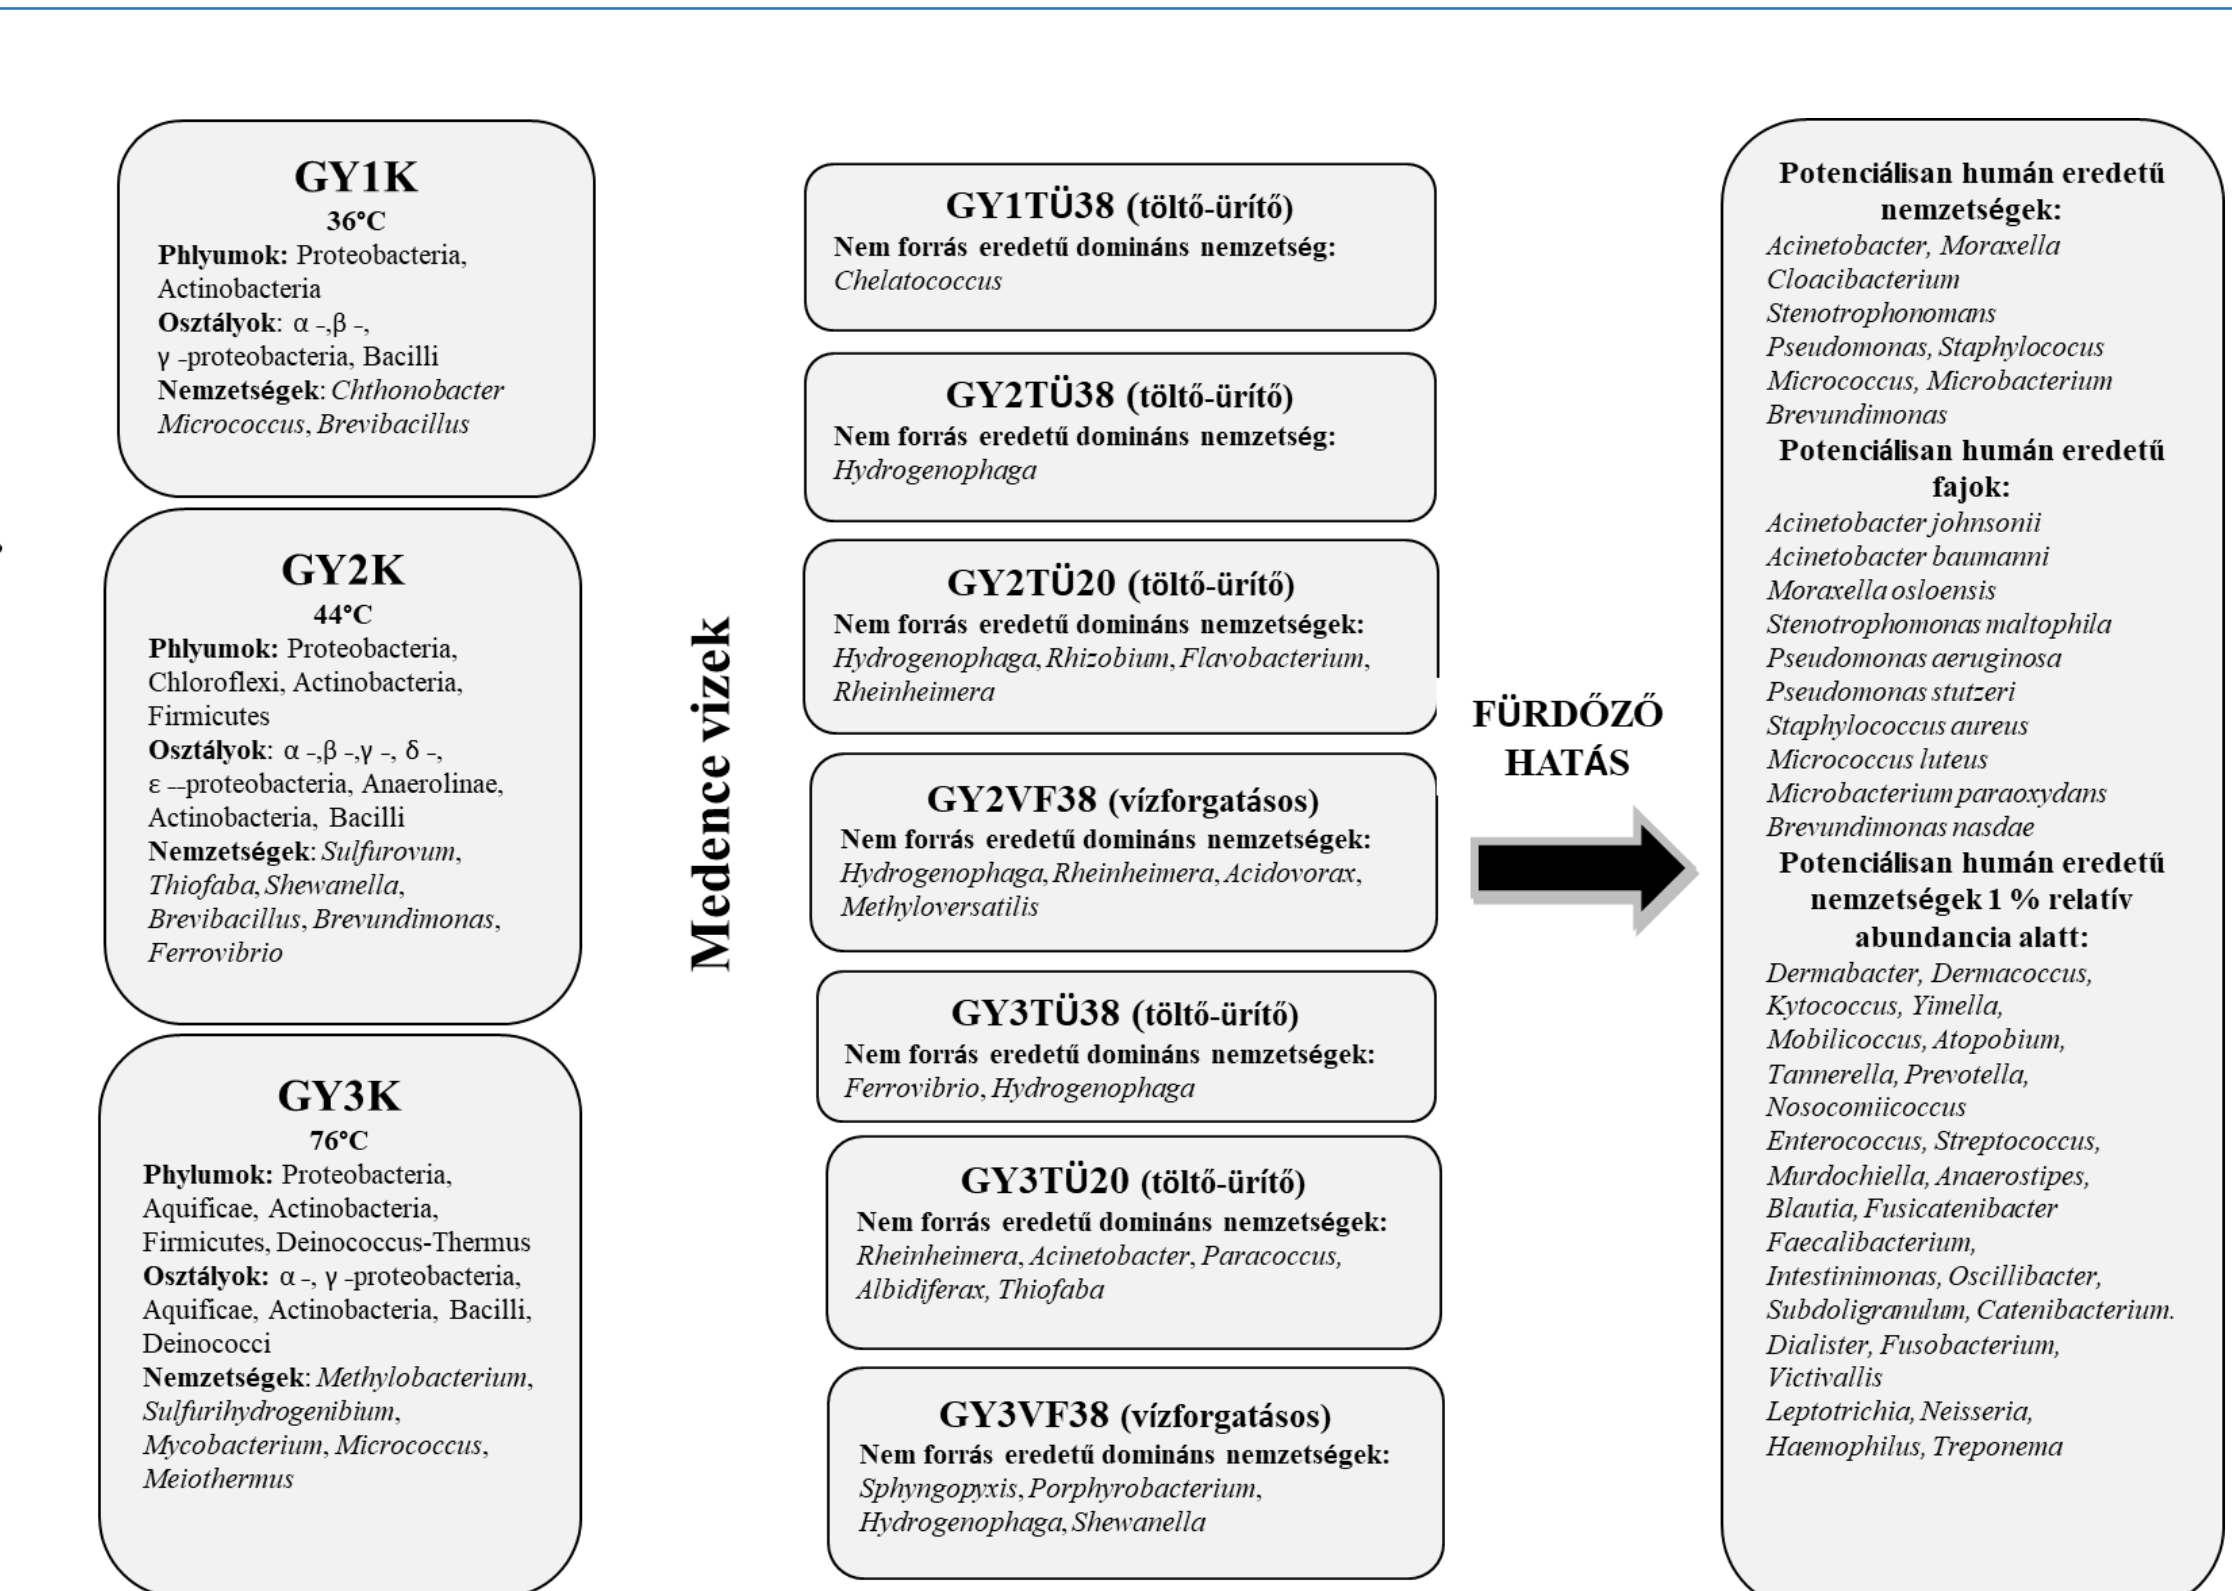 GY1K
36°C
Phlyumok: Proteobacteria,
Actinobacteria
Osztályok: α -,β -,
γ -proteobacteria, Bacilli
Nemzetségek: Chthonobacter
Micrococcus, Brevibacillus
GY2K
44°C
Phlyumok: Proteobacteria,
Chloroflexi, Actinobacteria,
Firmicutes
Osztályok: α -,β -,γ -, δ -,
ε --proteobacteria, Anaerolinae,
Actinobacteria, Bacilli
Nemzetségek: Sulfurovum,
Thiofaba, Shewanella,
Brevibacillus, Brevundimonas,
Ferrovibrio
GY3K
76°C
Phylumok: Proteobacteria,
Aquificae, Actinobacteria,
Firmicutes, Deinococcus-Thermus
Osztályok: α -, γ -proteobacteria,
Aquificae, Actinobacteria, Bacilli,
Deinococci
Nemzetségek: Methylobacterium,
Sulfurihydrogenibium,
Mycobacterium, Micrococcus,
Meiothermus
Medence vizek
GY1TÜ38 (töltő-ürítő)
Nem forrás eredetű domináns nemzetség:
Chelatococcus
GY2TÜ38 (töltő-ürítő)
Nem forrás eredetű domináns nemzetség:
Hydrogenophaga
GY2TÜ20 (töltő-ürítő)
Nem forrás eredetű domináns nemzetségek:
Hydrogenophaga, Rhizobium, Flavobacterium,
Rheinheimera
GY2VF38 (vízforgatásos)
Nem forrás eredetű domináns nemzetségek:
Hydrogenophaga, Rheinheimera, Acidovorax,
Methyloversatilis
GY3TÜ38 (töltő-ürítő)
Nem forrás eredetű domináns nemzetségek:
Ferrovibrio, Hydrogenophaga
GY3TÜ20 (töltő-ürítő)
Nem forrás eredetű domináns nemzetségek:
Rheinheimera, Acinetobacter, Paracoccus,
Albidiferax, Thiofaba
GY3VF38 (vízforgatásos)
Nem forrás eredetű domináns nemzetségek:
Sphyngopyxis, Porphyrobacterium,
Hydrogenophaga, Shewanella
FÜRDŐZŐ
HATÁS
Potenciálisan humán eredetű
nemzetségek:
Acinetobacter, Moraxella
Cloacibacterium
Stenotrophonomans
Pseudomonas, Staphylococus
Micrococcus, Microbacterium
Brevundimonas
Potenciálisan humán eredetű
fajok:
Acinetobacter johnsonii
Acinetobacter baumanni
Moraxella osloensis
Stenotrophomonas maltophila
Pseudomonas aeruginosa
Pseudomonas stutzeri
Staphylococcus aureus
Micrococcus luteus
Microbacterium paraoxydans
Brevundimonas nasdae
Potenciálisan humán eredetű
nemzetségek 1 % relatív
abundancia alatt:
Dermabacter, Dermacoccus,
Kytococcus, Yimella,
Mobilicoccus, Atopobium,
Tannerella, Prevotella,
Nosocomiicoccus
Enterococcus, Streptococcus,
Murdochiella, Anaerostipes,
Blautia, Fusicatenibacter
Faecalibacterium,
Intestinimonas, Oscillibacter,
Subdoligranulum, Catenibacterium.
Dialister, Fusobacterium,
Victivallis
Leptotrichia, Neisseria,
Haemophilus, Treponema